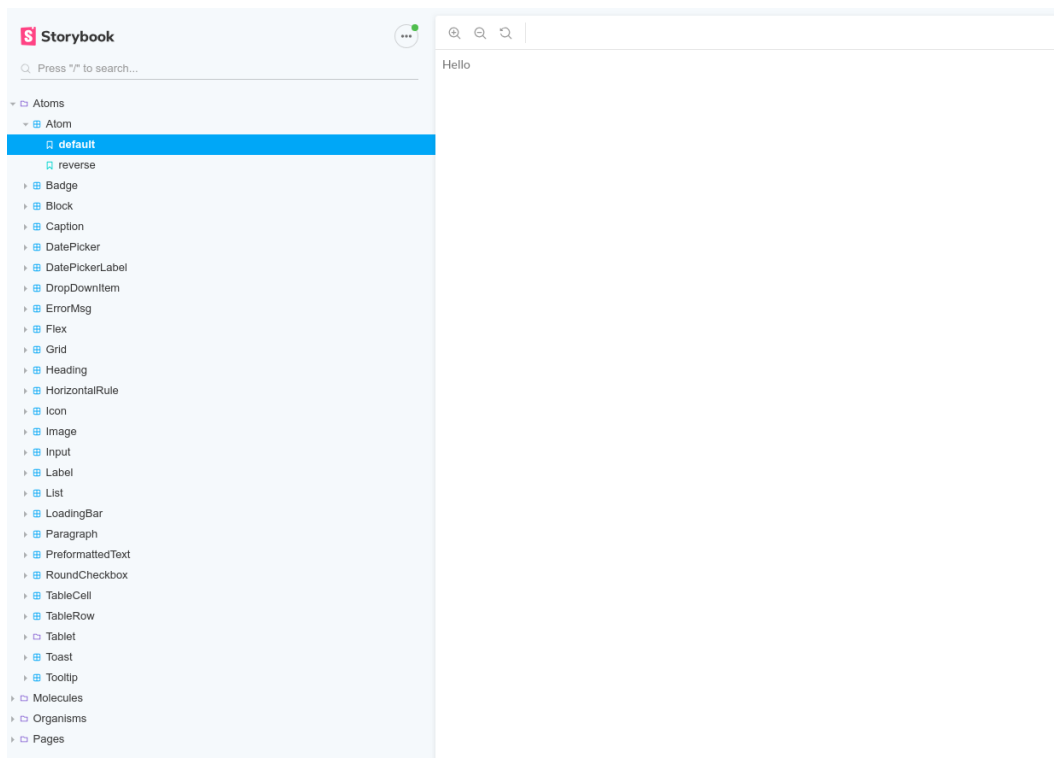 Storybook
Press "/" to search...
Hello
Atoms
Atom
default
reverse
Badge
Block
Caption
DatePicker
DatePickerLabel
DropDownItem
ErrorMsg
Flex
Grid
Heading
HorizontalRule
Icon
Image
Input
Label
List
LoadingBar
Paragraph
PreformattedText
RoundCheckbox
TableCell
TableRow
Tablet
Toast
Tooltip
Molecules
Organisms
Pages